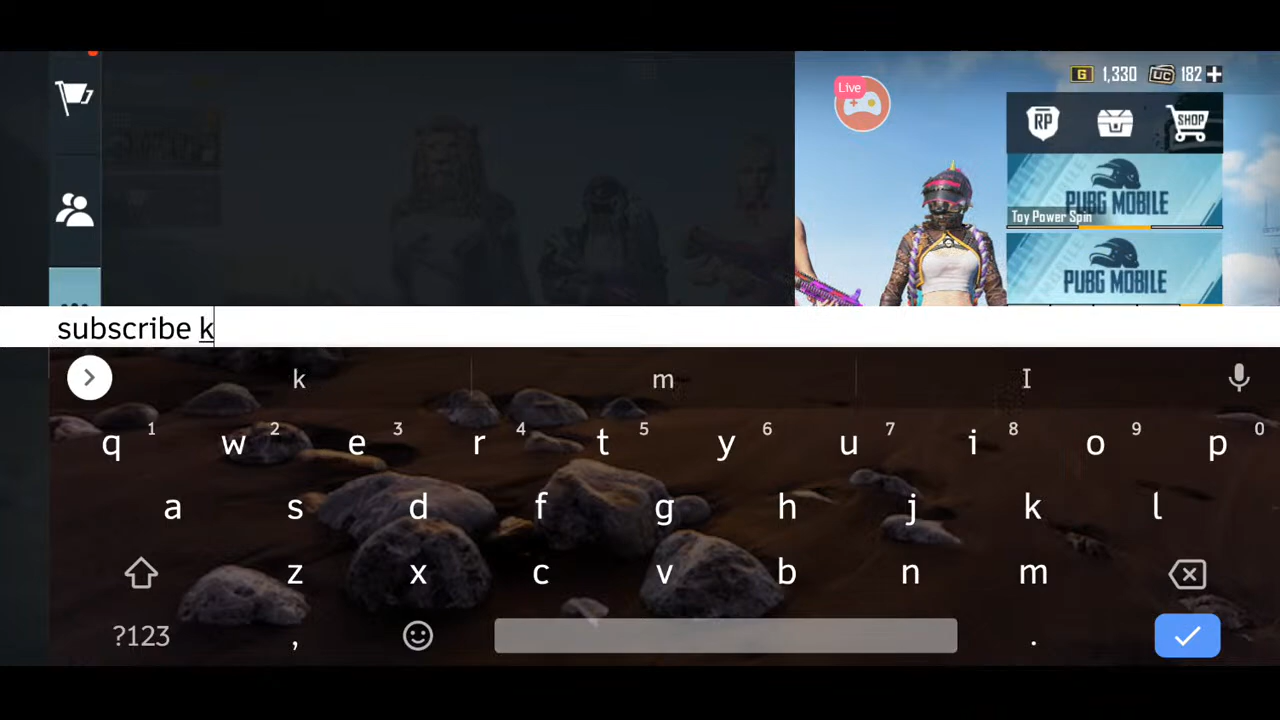 Live
G 1,330 UC 182
RP
SHOP
PUBG MOBILE
Toy Power Spin
PUBG MOBILE
subscribe k
k m I
q 1 w 2 e 3 r 4 t 5 y 6 u 7 i 8 o 9 p 0
a s d f g h j k l
z x c v b n m
?123 , .